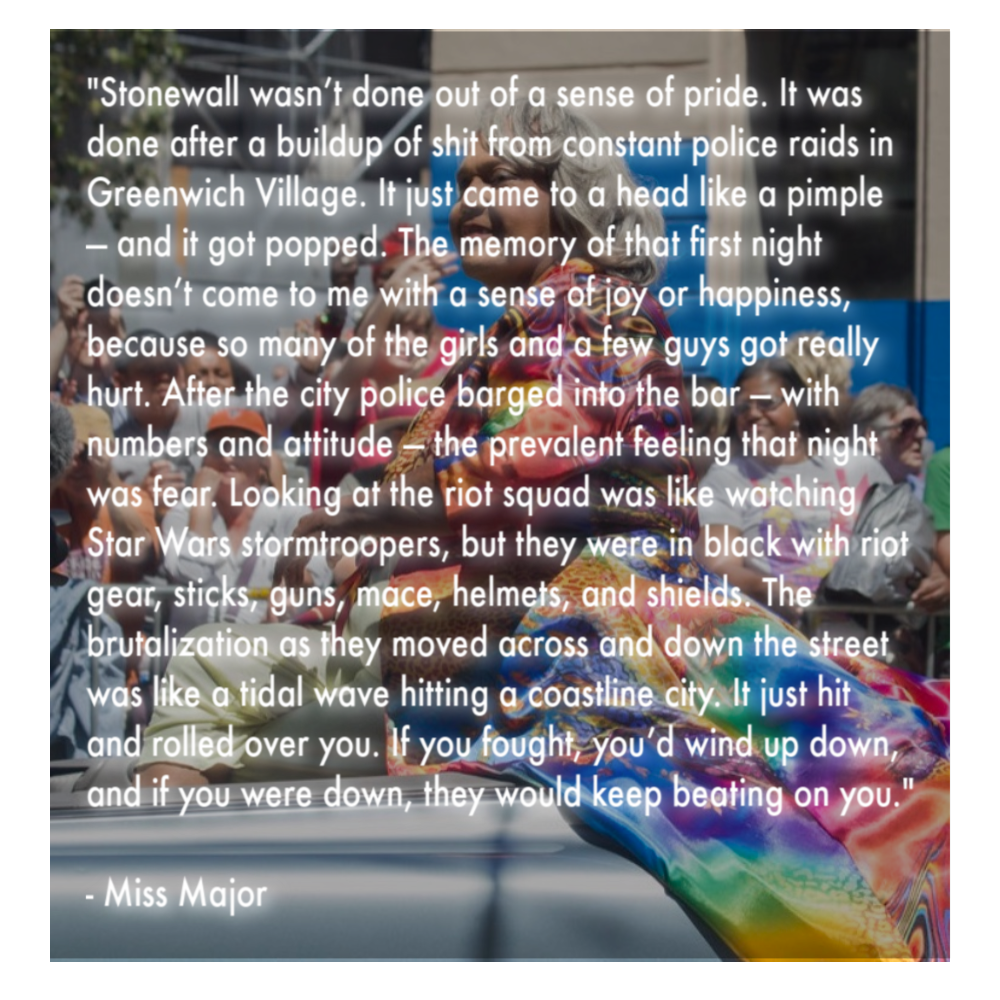 "Stonewall wasn’t done out of a sense of pride. It was
done after a buildup of shit from constant police raids in
Greenwich Village. It just came to a head like a pimple
– and it got popped. The memory of that first night
doesn’t come to me with a sense of joy or happiness,
because so many of the girls and a few guys got really
hurt. After the city police barged into the bar – with
numbers and attitude – the prevalent feeling that night
was fear. Looking at the riot squad was like watching
Star Wars stormtroopers, but they were in black with riot
gear, sticks, guns, mace, helmets, and shields. The
brutalization as they moved across and down the street
was like a tidal wave hitting a coastline city. It just hit
and rolled over you. If you fought, you’d wind up down,
and if you were down, they would keep beating on you."
- Miss Major